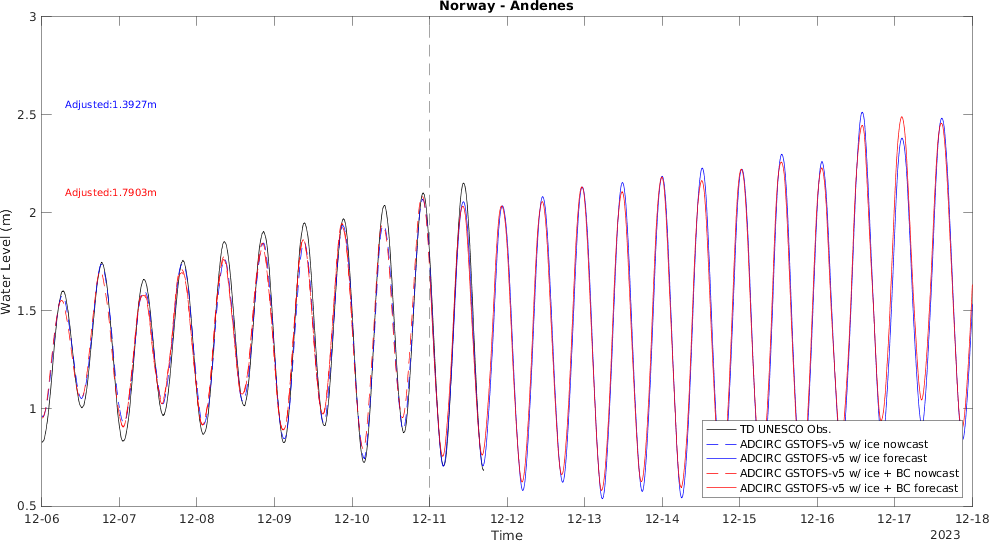 Norway - Andenes
3
2.5
2
1.5
1
0.5
Water Level (m)
Adjusted:1.3927m
Adjusted:1.7903m
TD UNESCO Obs.
ADCIRC GSTOFS-v5 w/ ice nowcast
ADCIRC GSTOFS-v5 w/ ice forecast
ADCIRC GSTOFS-v5 w/ ice + BC nowcast
ADCIRC GSTOFS-v5 w/ ice + BC forecast
12-06 12-07 12-08 12-09 12-10 12-11 12-12 12-13 12-14 12-15 12-16 12-17 12-18
Time
2023